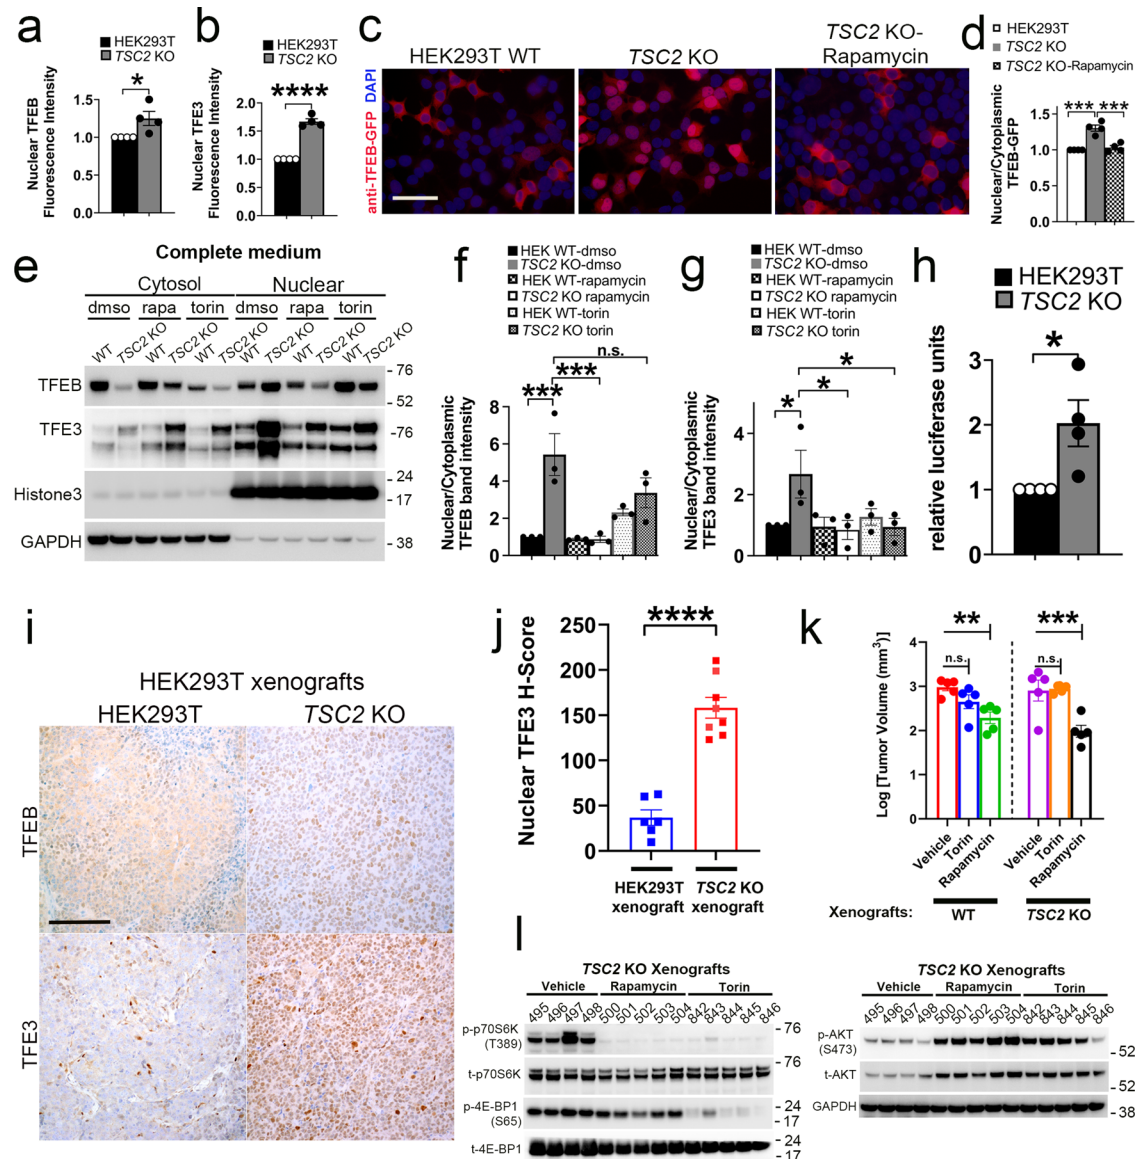 a
HEK293T
TSC2 KO
Nuclear TFEB
Fluorescence Intensity
*
1.5
1.0
0.5
0.0
b
HEK293T
TSC2 KO
Nuclear TFE3
Fluorescence Intensity
****
2.0
1.5
1.0
0.5
0.0
c
HEK293T WT
TSC2 KO
TSC2 KO-
Rapamycin
anti-TFEB-GFP DAPI
d
HEK293T
TSC2 KO
TSC2 KO-Rapamycin
Nuclear/Cytoplasmic
TFEB-GFP
*** ***
1.5
1.0
0.5
0.0
e
Complete medium
Cytosol Nuclear
dmso rapa torin dmso rapa torin
WT TSC2 KO WT TSC2 KO WT TSC2 KO WT TSC2 KO WT TSC2 KO WT TSC2 KO
TFEB
- 76
- 52
TFE3
-76
Histone3
- 24
- 17
GAPDH
- 38
f
HEK WT-dmso
TSC2 KO-dmso
HEK WT-rapamycin
TSC2 KO rapamycin
HEK WT-torin
TSC2 KO torin
Nuclear/Cytoplasmic
TFEB band intensity
n.s.
***
***
8
6
4
2
0
g
HEK WT-dmso
TSC2 KO-dmso
HEK WT-rapamycin
TSC2 KO rapamycin
HEK WT-torin
TSC2 KO torin
Nuclear/Cytoplasmic
TFE3 band intensity
*
*
*
4
2
0
h
HEK293T
TSC2 KO
relative luciferase units
*
3
2
1
0
i
HEK293T xenografts
HEK293T TSC2 KO
TFEB
TFE3
j
Nuclear TFE3 H-Score
****
250
200
150
100
50
0
HEK293T
xenograft
TSC2 KO
xenograft
k
Log [Tumor Volume (mm3)]
** ***
n.s. n.s.
4
3
2
1
0
Vehicle Torin Rapamycin Vehicle Torin Rapamycin
Xenografts: WT TSC2 KO
l
TSC2 KO Xenografts
Vehicle Rapamycin Torin
495 496 497 498 500 501 502 503 504 842 843 844 845 846
p-p70S6K
(T389)
- 76
t-p70S6K
- 76
p-4E-BP1
(S65)
- 24
- 17
t-4E-BP1
- 24
- 17
TSC2 KO Xenografts
Vehicle Rapamycin Torin
495 496 497 498 500 501 502 503 504 842 843 844 845 846
p-AKT
(S473)
- 52
t-AKT
- 52
GAPDH
- 38